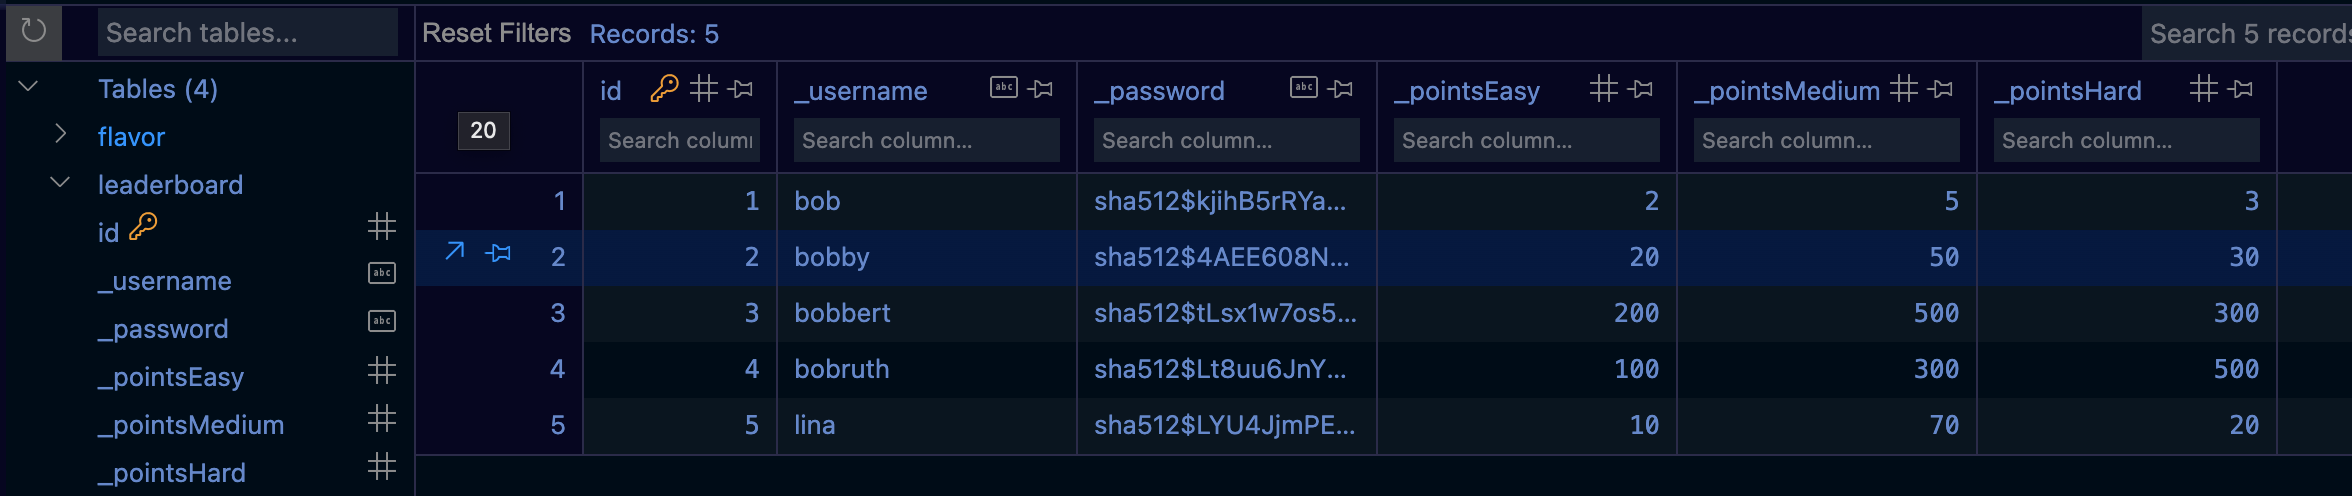 Search tables...
Reset Filters Records: 5
Search 5 records
Tables (4)
flavor
leaderboard
id
_username
_password
_pointsEasy
_pointsMedium
_pointsHard
20
id _username abc _password abc _pointsEasy _pointsMedium _pointsHard
Search colum Search column... Search column... Search column... Search column... Search column...
1 1 bob sha512$kjihB5rRYa... 2 5 3
2 2 bobby sha512$4AEE608N... 20 50 30
3 3 bobbert sha512$tLsx1w7os5... 200 500 300
4 4 bobruth sha512$Lt8uu6JnY... 100 300 500
5 5 lina sha512$LYU4JjmPE... 10 70 20